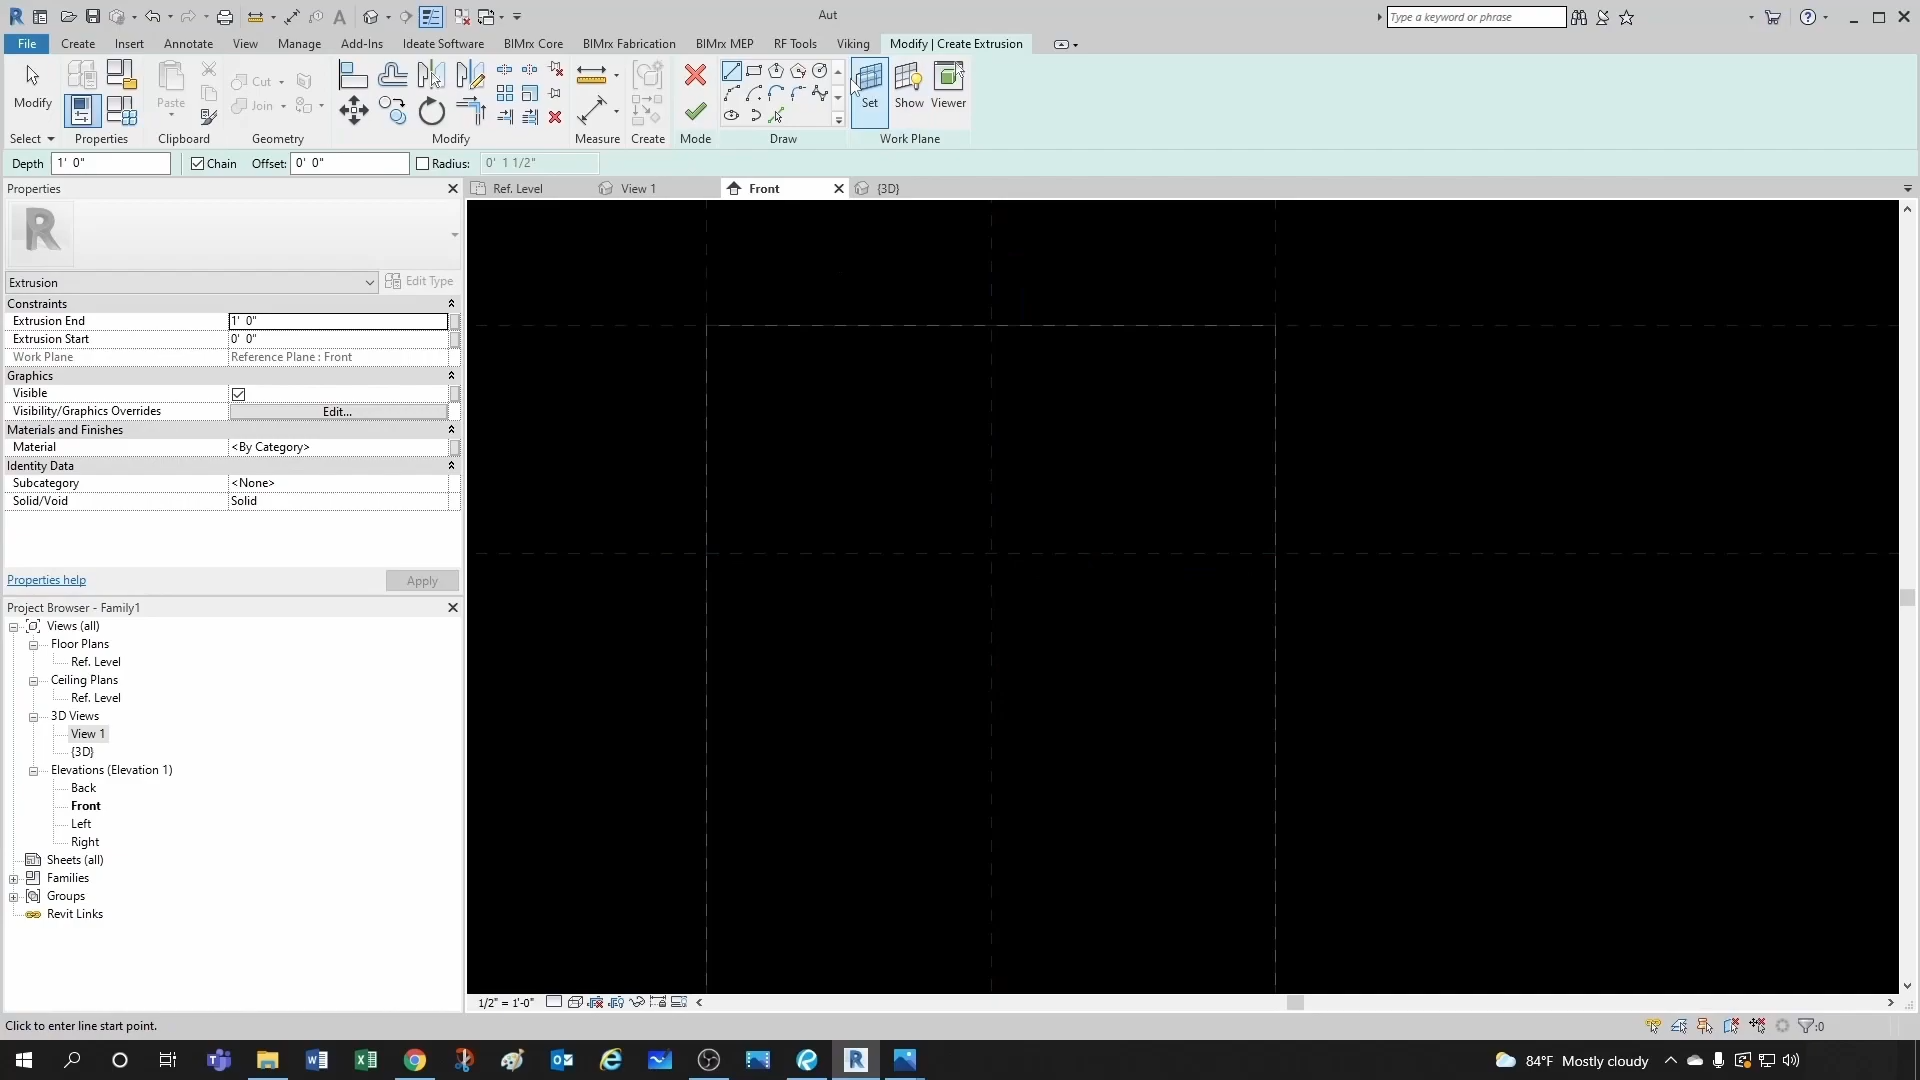 Aut
Type a keyword or phrase
File Create Insert Annotate View Manage Add-Ins Ideate Software BIMrx Core BIMrx Fabrication BIMrx MEP RF Tools Viking Modify | Create Extrusion
Modify Paste Cut Join Set Show Viewer
Select Properties Clipboard Geometry Modify Measure Create Mode Draw Work Plane
Depth 1' 0" Chain Offset: 0' 0" Radius: 0' 1 1/2"
Properties
Ref. Level View 1 Front {3D}
Extrusion Edit Type
Constraints
Extrusion End 1' 0"
Extrusion Start 0' 0"
Work Plane Reference Plane : Front
Graphics
Visible
Visibility/Graphics Overrides Edit...
Materials and Finishes
Material <By Category>
Identity Data
Subcategory <None>
Solid/Void Solid
Properties help Apply
Project Browser - Family1
Views (all)
Floor Plans
Ref. Level
Ceiling Plans
Ref. Level
3D Views
View 1
{3D}
Elevations (Elevation 1)
Back
Front
Left
Right
Sheets (all)
Families
Groups
Revit Links
1/2" = 1'-0"
Click to enter line start point.
:0
84°F Mostly cloudy